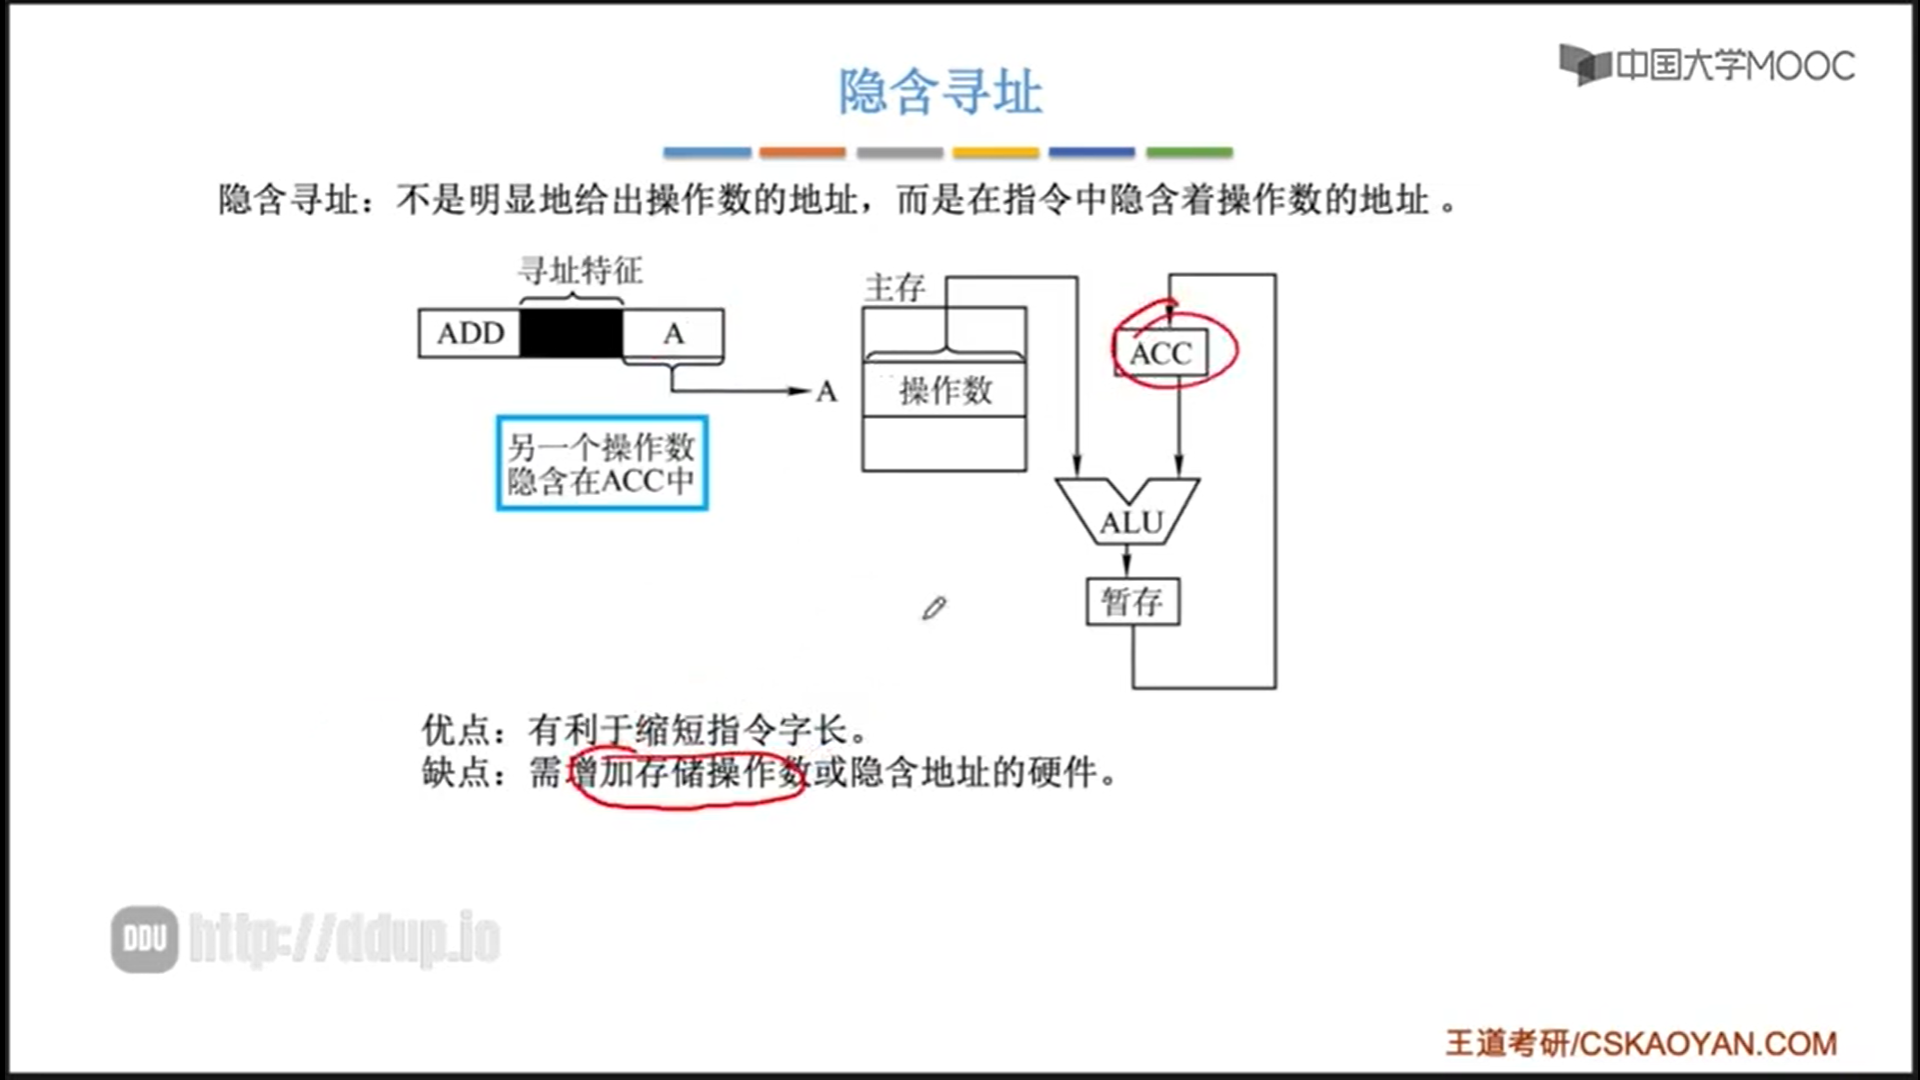 中国大学MOOC
隐含寻址
隐含寻址：不是明显地给出操作数的地址，而是在指令中隐含着操作数的地址 。
寻址特征
ADD
A
A
另一个操作数
隐含在ACC中
主存
操作数
ACC
ALU
暂存
优点：有利于缩短指令字长。
缺点：需增加存储操作数或隐含地址的硬件。
DDU http://ddup.io
王道考研/CSKAOYAN.COM